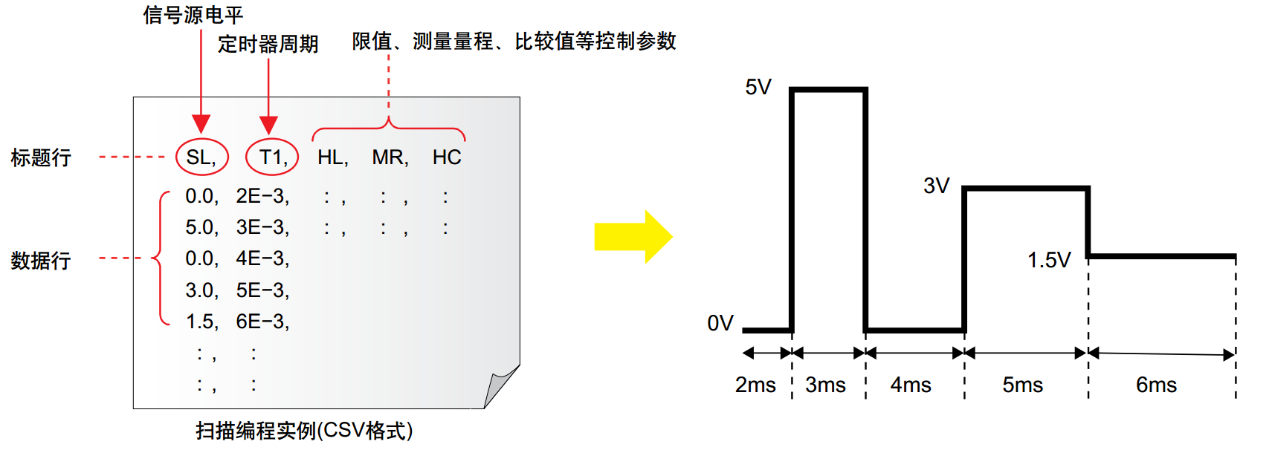 信号源电平
定时器周期
限值、测量量程、比较值等控制参数
标题行
SL, T1, HL, MR, HC
数据行
0.0, 2E−3, : , : , :
5.0, 3E−3, : , : , :
0.0, 4E−3,
3.0, 5E−3,
1.5, 6E−3,
: , :
: , :
扫描编程实例(CSV格式)
5V
3V
1.5V
0V
2ms 3ms 4ms 5ms 6ms